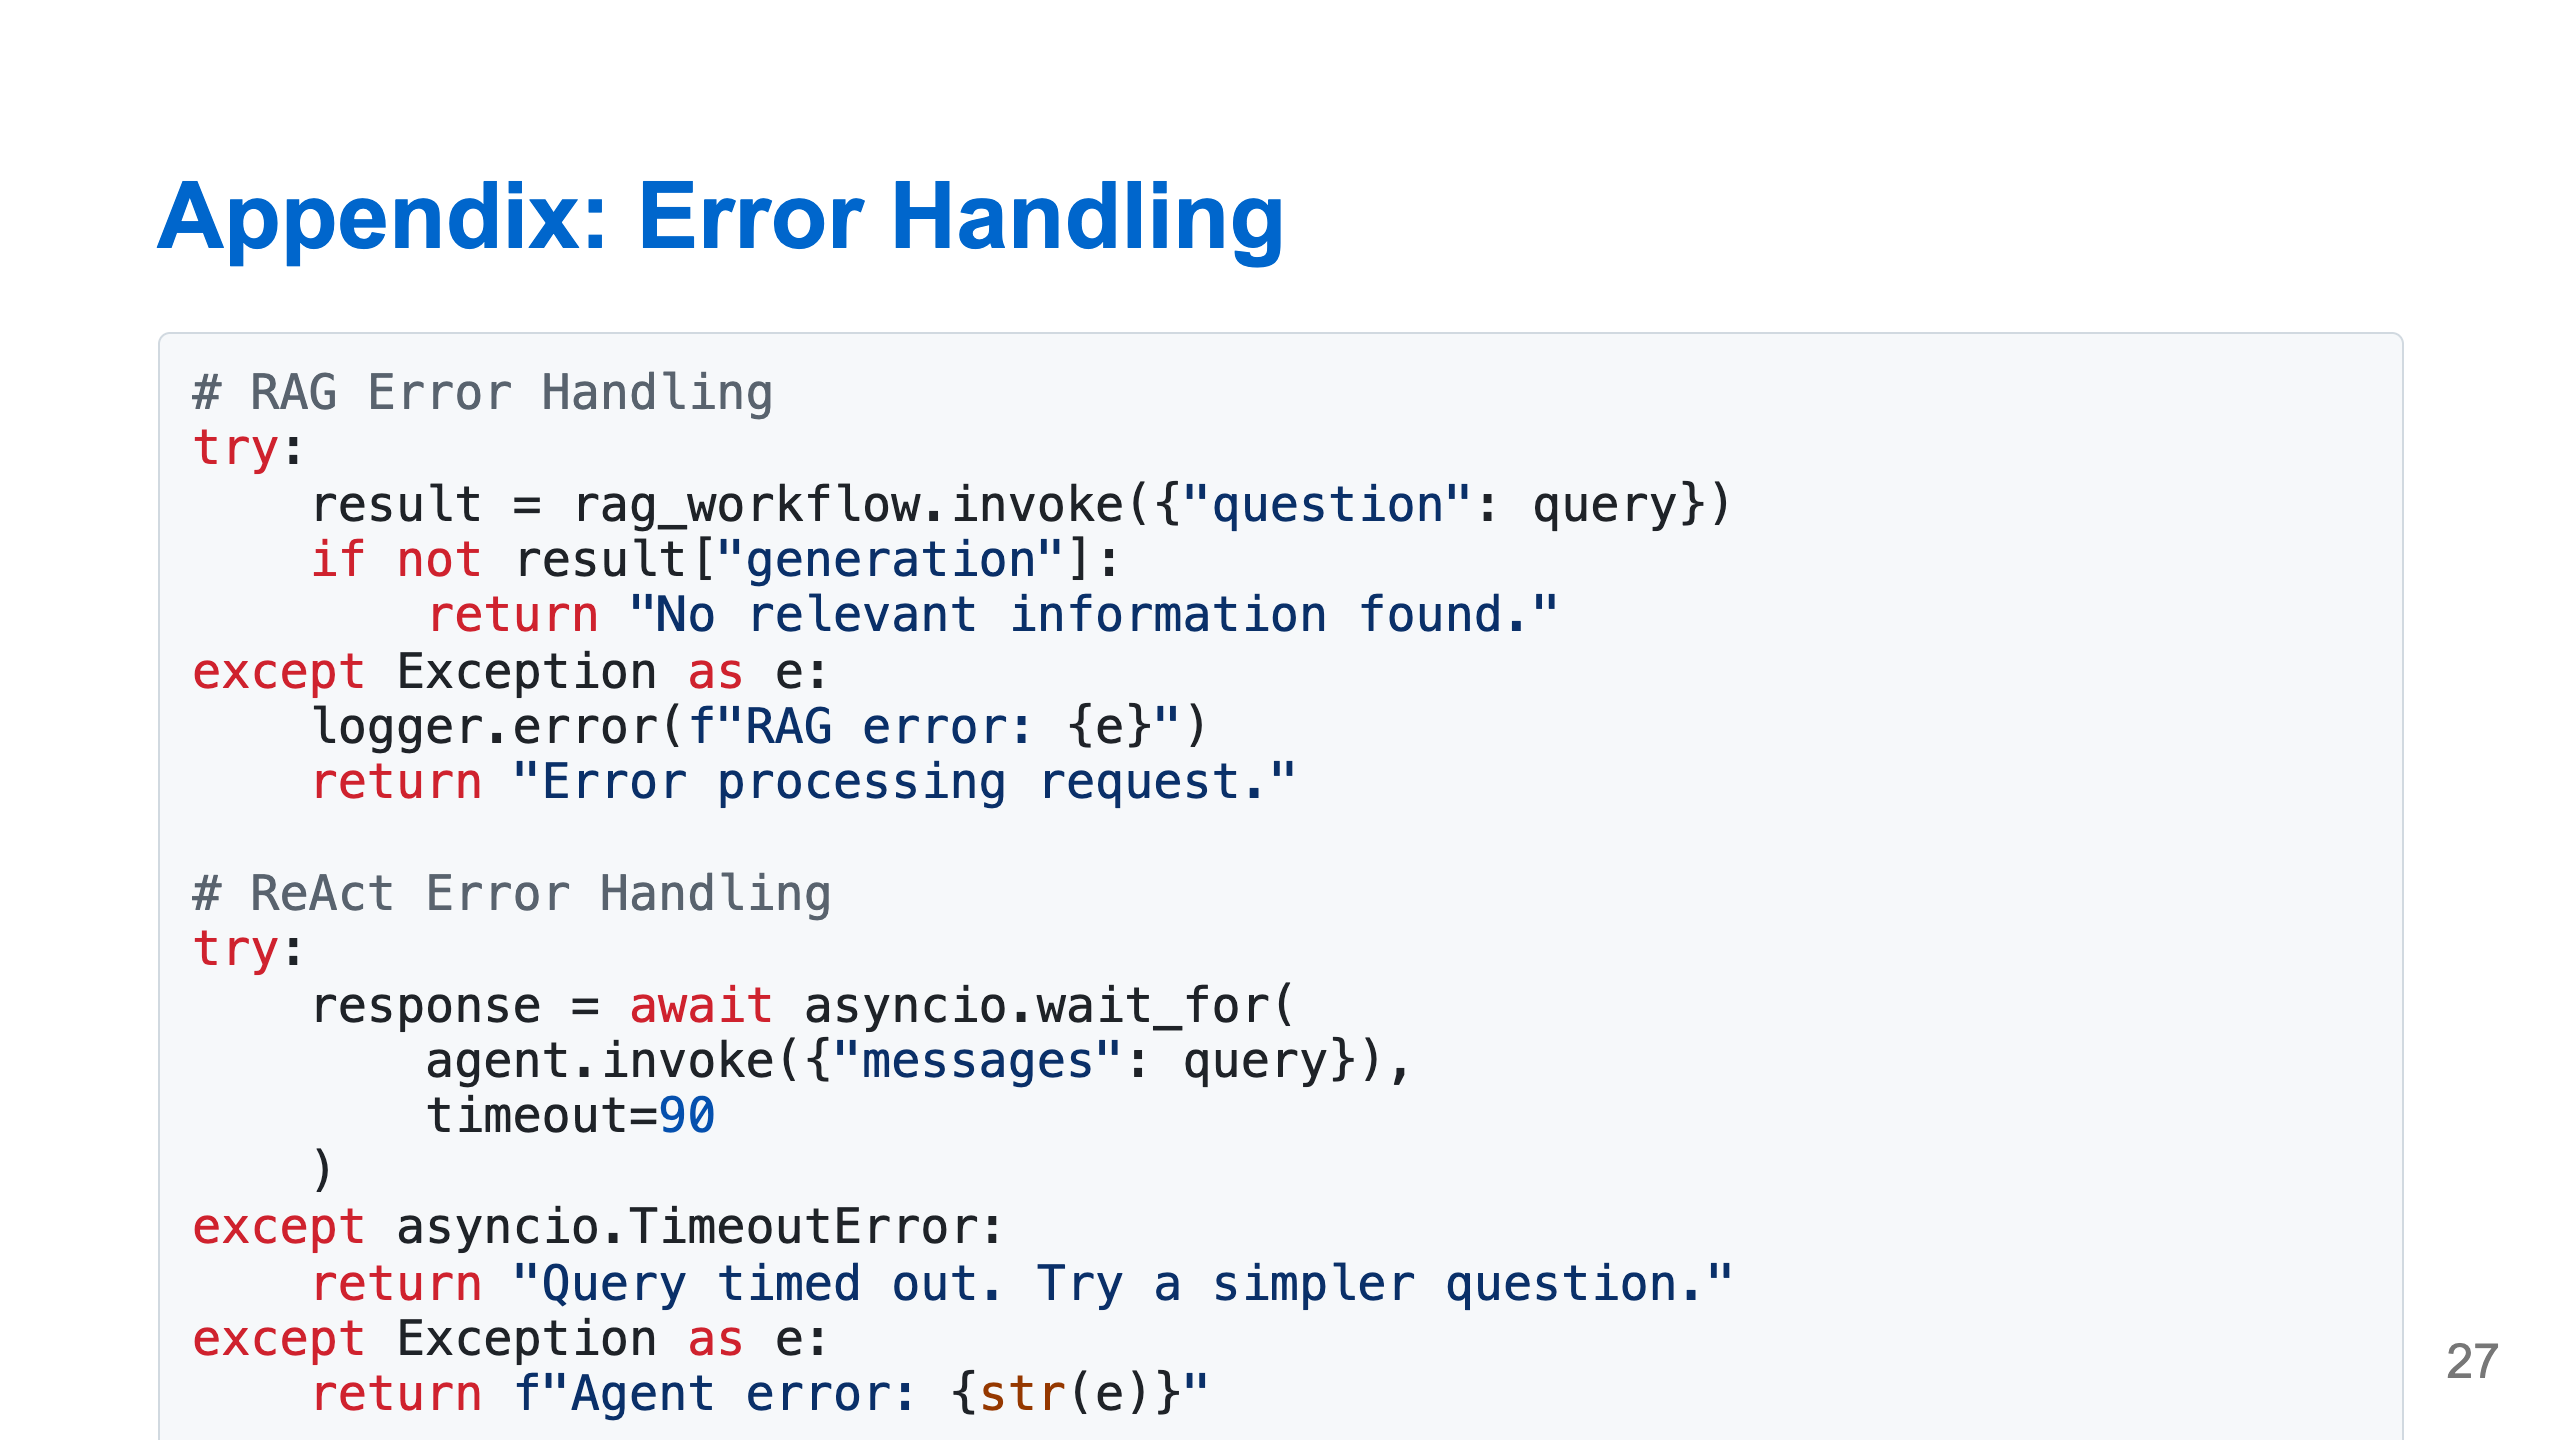 Appendix: Error Handling
# RAG Error Handling
try:
    result = rag_workflow.invoke({"question": query})
    if not result["generation"]:
        return "No relevant information found."
except Exception as e:
    logger.error(f"RAG error: {e}")
    return "Error processing request."

# ReAct Error Handling
try:
    response = await asyncio.wait_for(
        agent.invoke({"messages": query}),
        timeout=90
    )
except asyncio.TimeoutError:
    return "Query timed out. Try a simpler question."
except Exception as e:
    return f"Agent error: {str(e)}"
27